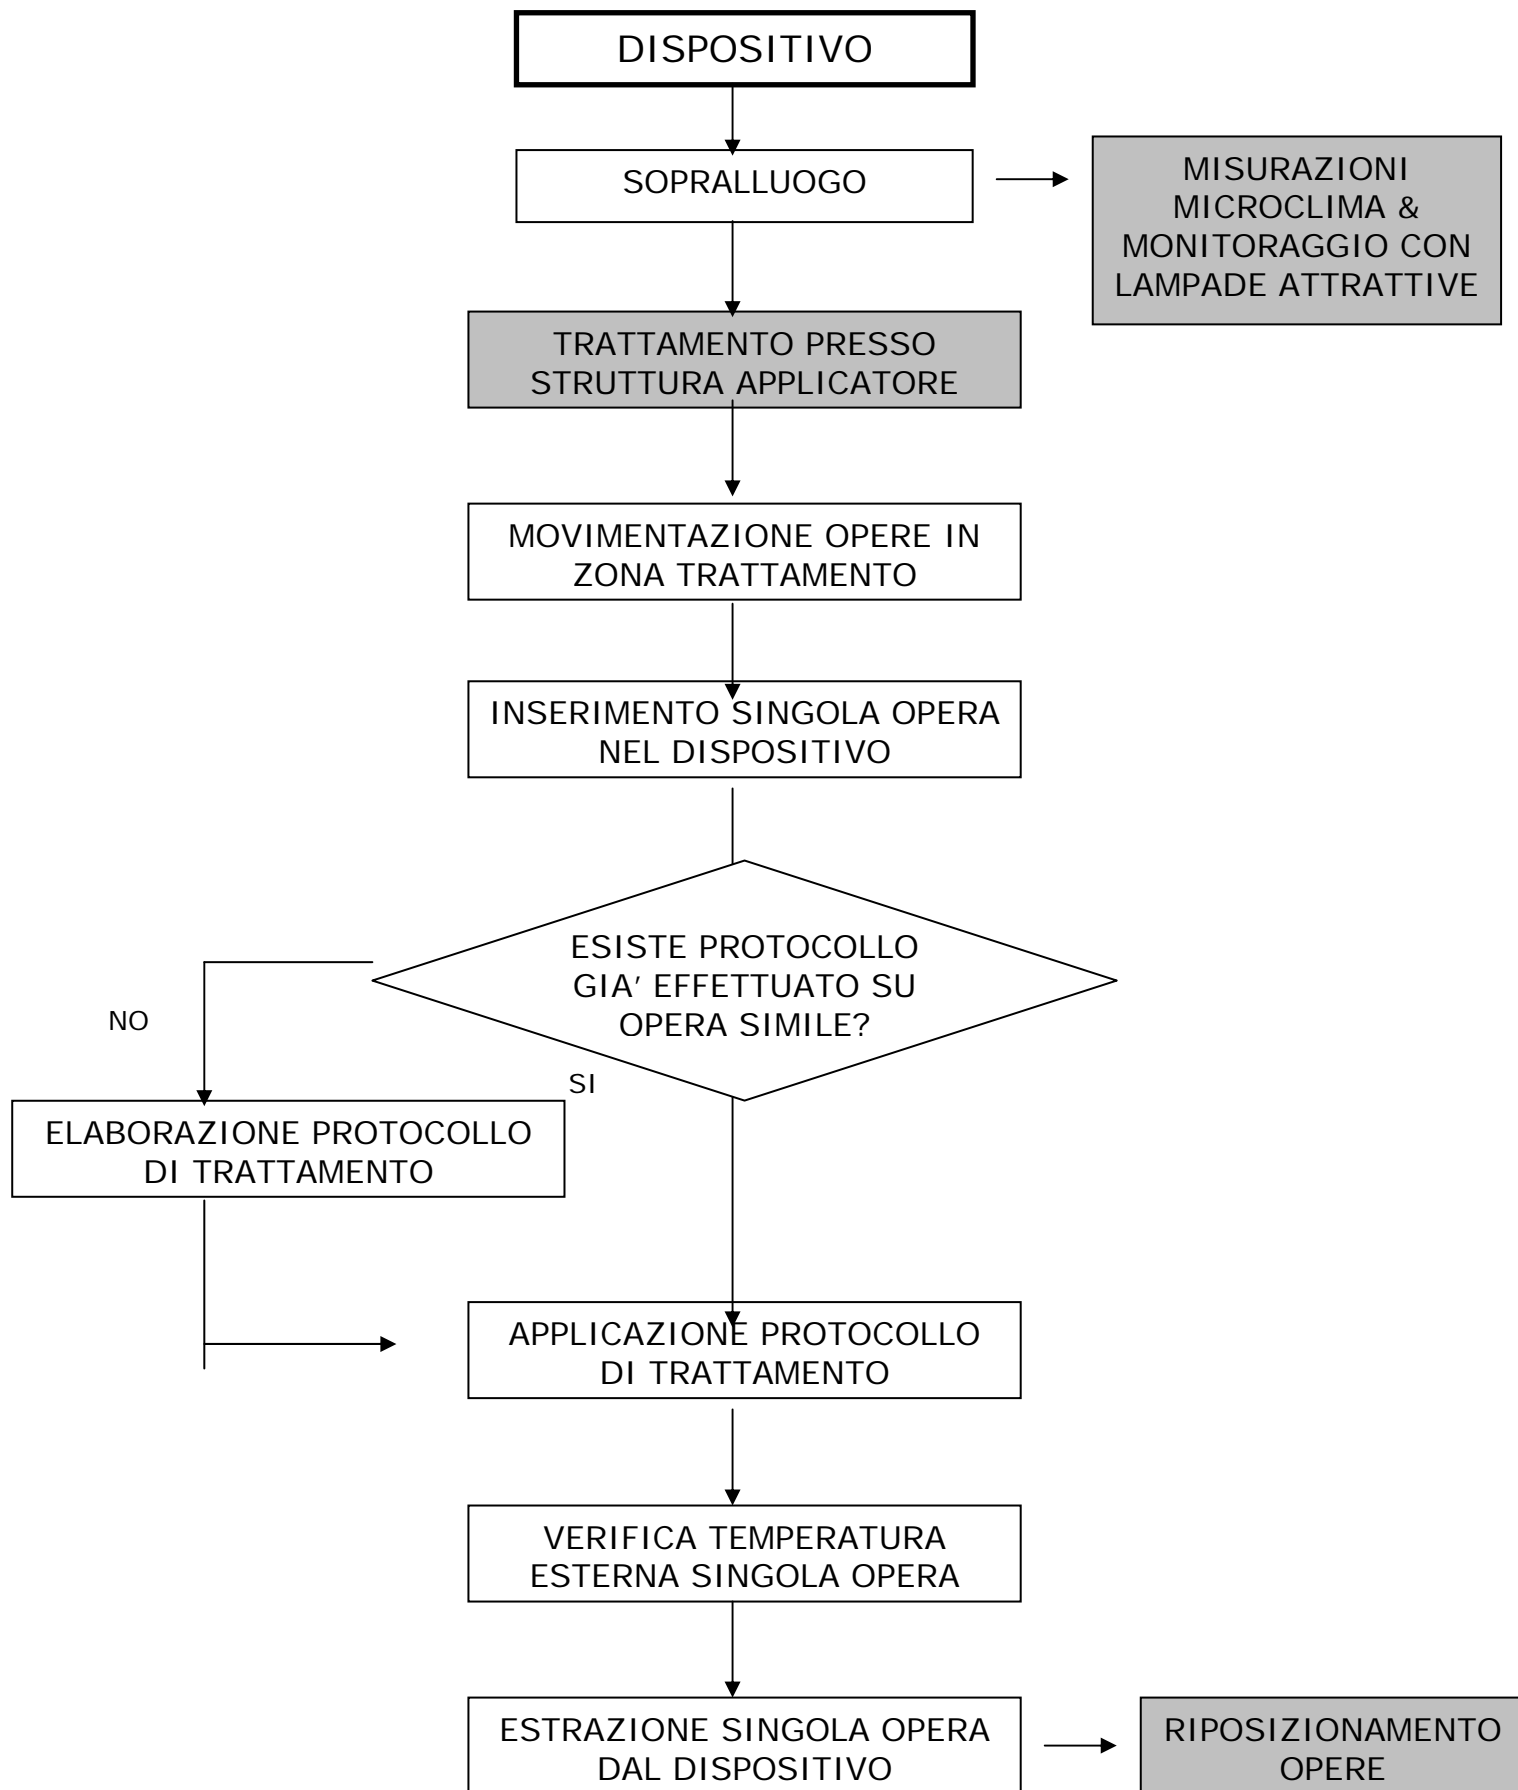 DISPOSITIVO
SOPRALLUOGO
MISURAZIONI
MICROCLIMA &
MONITORAGGIO CON
LAMPADE ATTRATTIVE
TRATTAMENTO PRESSO
STRUTTURA APPLICATORE
MOVIMENTAZIONE OPERE IN
ZONA TRATTAMENTO
INSERIMENTO SINGOLA OPERA
NEL DISPOSITIVO
ESISTE PROTOCOLLO
GIA’ EFFETTUATO SU
OPERA SIMILE?
NO
SI
ELABORAZIONE PROTOCOLLO
DI TRATTAMENTO
APPLICAZIONE PROTOCOLLO
DI TRATTAMENTO
VERIFICA TEMPERATURA
ESTERNA SINGOLA OPERA
ESTRAZIONE SINGOLA OPERA
DAL DISPOSITIVO
RIPOSIZIONAMENTO
OPERE